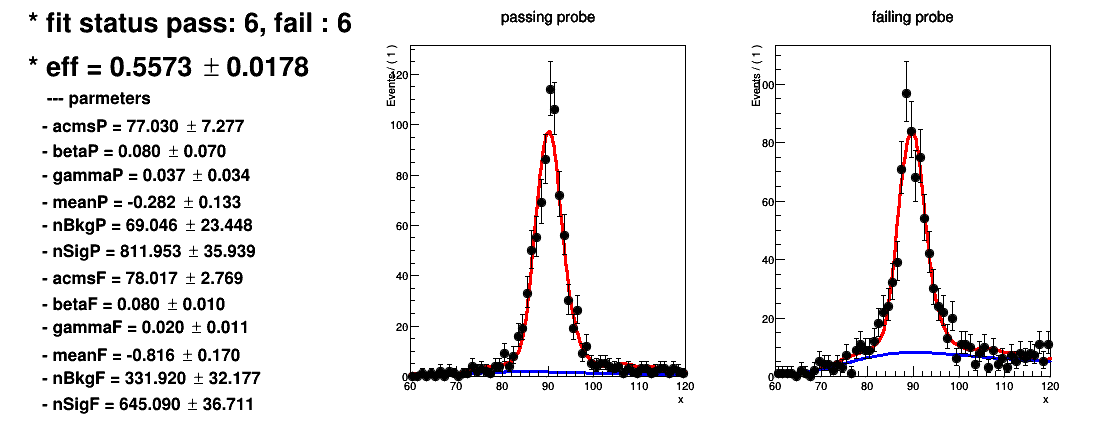 * fit status pass: 6, fail : 6
* eff = 0.5573 ± 0.0178
--- parmeters
- acmsP = 77.030 ± 7.277
- betaP = 0.080 ± 0.070
- gammaP = 0.037 ± 0.034
- meanP = -0.282 ± 0.133
- nBkgP = 69.046 ± 23.448
- nSigP = 811.953 ± 35.939
- acmsF = 78.017 ± 2.769
- betaF = 0.080 ± 0.010
- gammaF = 0.020 ± 0.011
- meanF = -0.816 ± 0.170
- nBkgF = 331.920 ± 32.177
- nSigF = 645.090 ± 36.711
passing probe
Events / ( 1 )
120
100
80
60
40
20
0
60 70 80 90 100 110 120
x
failing probe
Events / ( 1 )
100
80
60
40
20
0
60 70 80 90 100 110 120
x